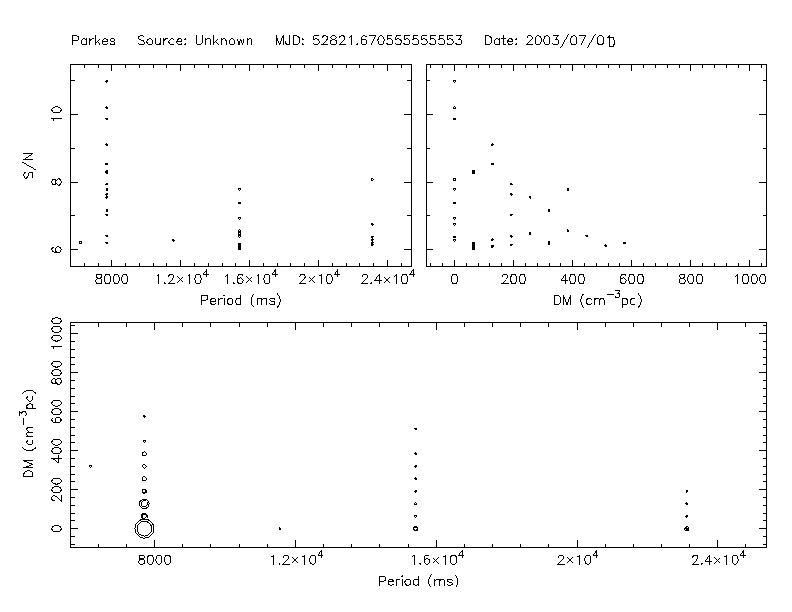 Parkes Source: Unknown MJD: 52821.670555555553 Date: 2003/07/01
S/N
10
8
6
8000 1.2×10⁴ 1.6×10⁴ 2×10⁴ 2.4×10⁴
Period (ms)
0 200 400 600 800 1000
DM (cm⁻³pc)
DM (cm⁻³pc)
1000
800
600
400
200
0
8000 1.2×10⁴ 1.6×10⁴ 2×10⁴ 2.4×10⁴
Period (ms)